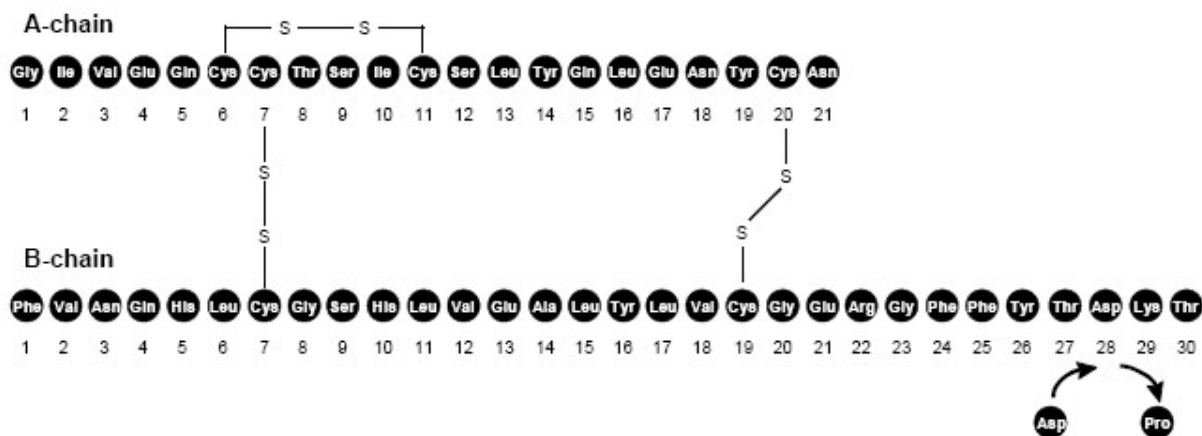 A-chain
S S
Gly Ile Val Glu Gln Cys Cys Thr Ser Ile Cys Ser Leu Tyr Gln Leu Glu Asn Tyr Cys Asn
1 2 3 4 5 6 7 8 9 10 11 12 13 14 15 16 17 18 19 20 21
S S
S S
B-chain
Phe Val Asn Gln His Leu Cys Gly Ser His Leu Val Glu Ala Leu Tyr Leu Val Cys Gly Glu Arg Gly Phe Phe Tyr Thr Asp Lys Thr
1 2 3 4 5 6 7 8 9 10 11 12 13 14 15 16 17 18 19 20 21 22 23 24 25 26 27 28 29 30
Asp Pro